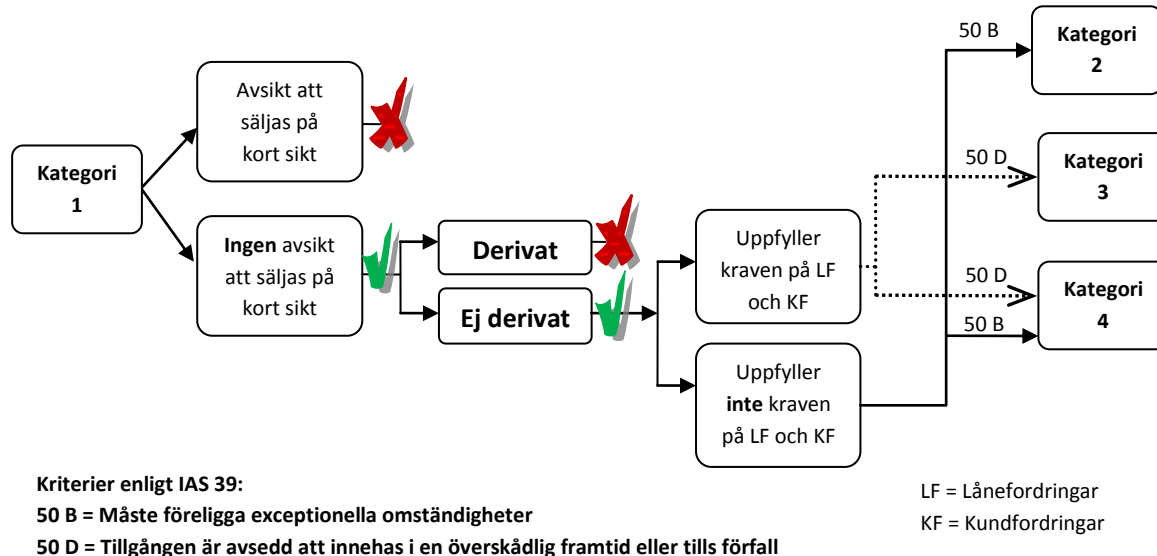 Kategori
1
Avsikt att
säljas på
kort sikt
Ingen avsikt
att säljas på
kort sikt
Derivat
Ej derivat
Uppfyller
kraven på LF
och KF
Uppfyller
inte kraven
på LF och KF
50 B
Kategori
2
50 D
Kategori
3
50 D
50 B
Kategori
4
Kriterier enligt IAS 39:
50 B = Måste föreligga exceptionella omständigheter
50 D = Tillgången är avsedd att innehas i en överskådlig framtid eller tills förfall
LF = Lånefordringar
KF = Kundfordringar